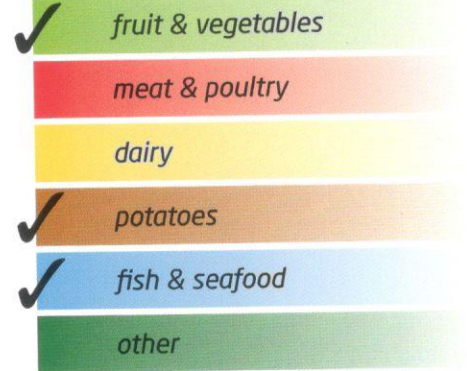 fruit & vegetables
meat & poultry
dairy
potatoes
fish & seafood
other